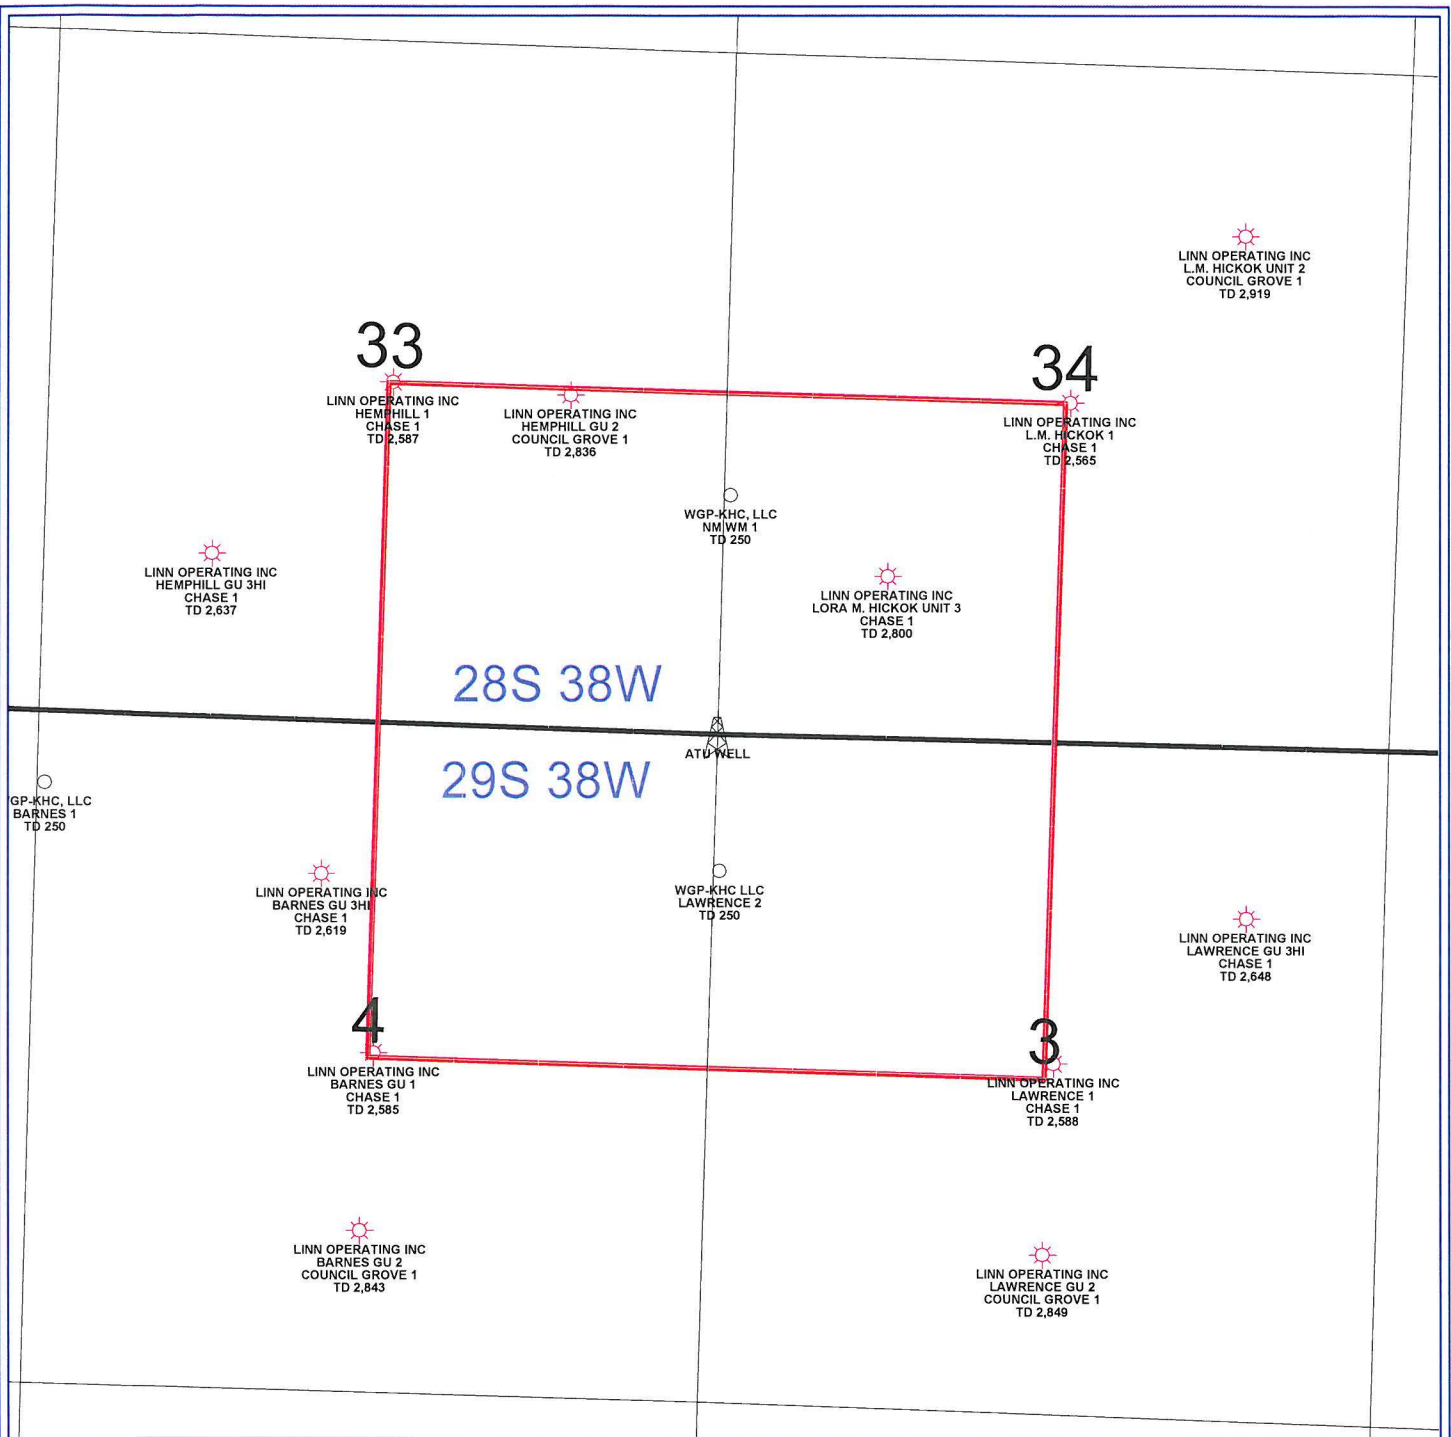 LINN OPERATING INC
L.M. HICKOK UNIT 2
COUNCIL GROVE 1
TD 2,919
33
34
LINN OPERATING INC
HEMPHILL 1
CHASE 1
TD 2,587
LINN OPERATING INC
HEMPHILL GU 2
COUNCIL GROVE 1
TD 2,836
LINN OPERATING INC
L.M. HICKOK 1
CHASE 1
TD 2,565
WGP-KHC, LLC
NM WM 1
TD 250
LINN OPERATING INC
HEMPHILL GU 3HI
CHASE 1
TD 2,637
LINN OPERATING INC
LORA M. HICKOK UNIT 3
CHASE 1
TD 2,800
28S 38W
ATU WELL
29S 38W
GP-KHC, LLC
BARNES 1
TD 250
LINN OPERATING INC
BARNES GU 3HI
CHASE 1
TD 2,619
WGP-KHC LLC
LAWRENCE 2
TD 250
LINN OPERATING INC
LAWRENCE GU 3HI
CHASE 1
TD 2,648
4
3
LINN OPERATING INC
BARNES GU 1
CHASE 1
TD 2,585
LINN OPERATING INC
LAWRENCE 1
CHASE 1
TD 2,588
LINN OPERATING INC
BARNES GU 2
COUNCIL GROVE 1
TD 2,843
LINN OPERATING INC
LAWRENCE GU 2
COUNCIL GROVE 1
TD 2,849